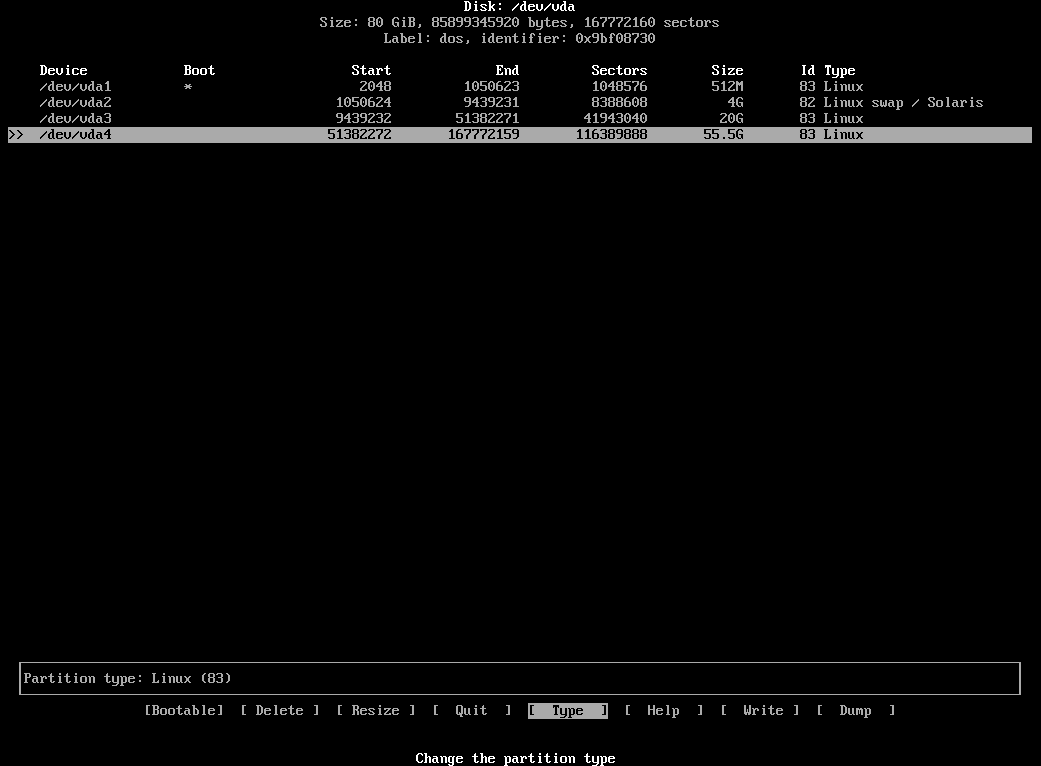 Disk: /dev/vda
Size: 80 GiB, 85899345920 bytes, 167772160 sectors
Label: dos, identifier: 0x9bf08730
Device Boot Start End Sectors Size Id Type
/dev/vda1 * 2048 1050623 1048576 512M 83 Linux
/dev/vda2 1050624 9439231 8388608 4G 82 Linux swap / Solaris
/dev/vda3 9439232 51382271 41943040 20G 83 Linux
>> /dev/vda4 51382272 167772159 116389888 55.5G 83 Linux
Partition type: Linux (83)
[Bootable] [ Delete ] [ Resize ] [ Quit ] [ Type ] [ Help ] [ Write ] [ Dump ]
Change the partition type